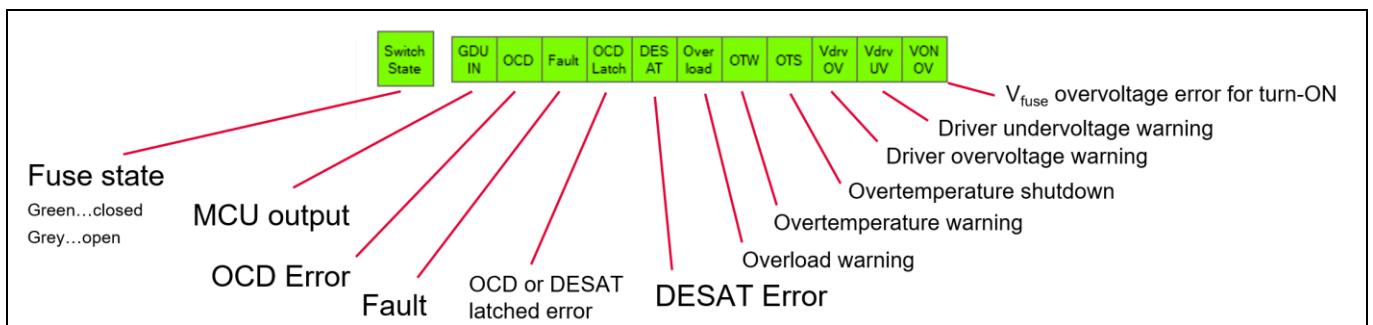 Switch
State
GDU
IN
OCD
Fault
OCD
Latch
DES
AT
Over
load
OTW
OTS
Vdrv
OV
Vdrv
UV
VON
OV
Vfuse overvoltage error for turn-ON
Driver undervoltage warning
Driver overvoltage warning
Overtemperature shutdown
Overtemperature warning
Overload warning
DESAT Error
OCD or DESAT
latched error
Fault
OCD Error
MCU output
Fuse state
Green...closed
Grey...open